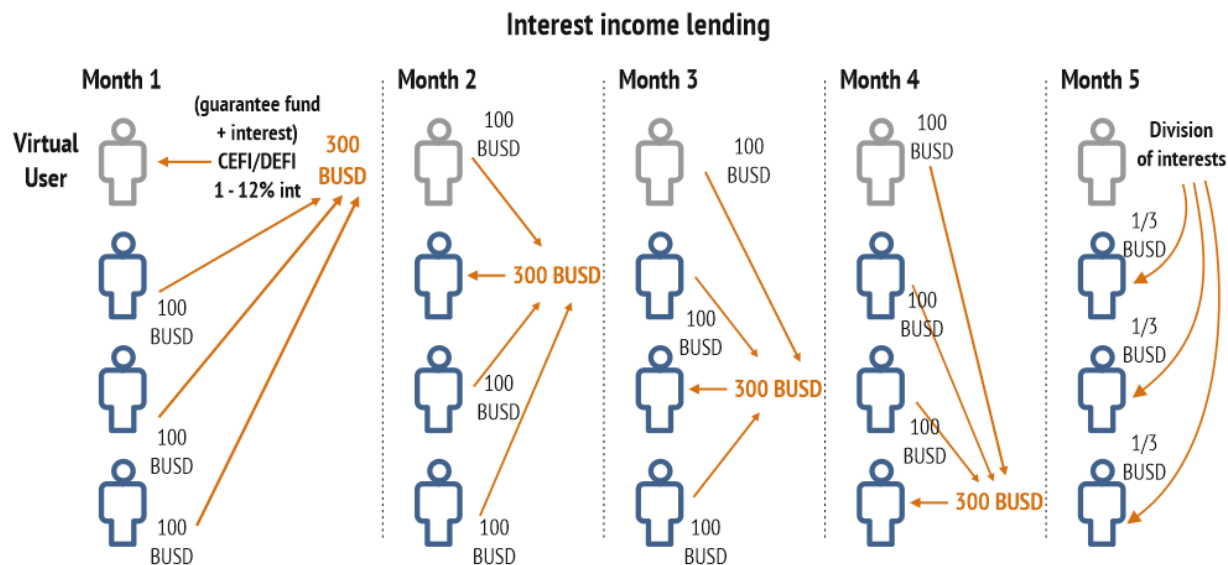 Interest income lending
Month 1
Virtual
User
(guarantee fund
+ interest)
CEFI/DEFI
1 - 12% int
300
BUSD
100
BUSD
100
BUSD
100
BUSD
Month 2
100
BUSD
300 BUSD
100
BUSD
100
BUSD
Month 3
100
BUSD
100
BUSD
300 BUSD
100
BUSD
Month 4
100
BUSD
100
BUSD
100
BUSD
300 BUSD
Month 5
Division
of interests
1/3
BUSD
1/3
BUSD
1/3
BUSD